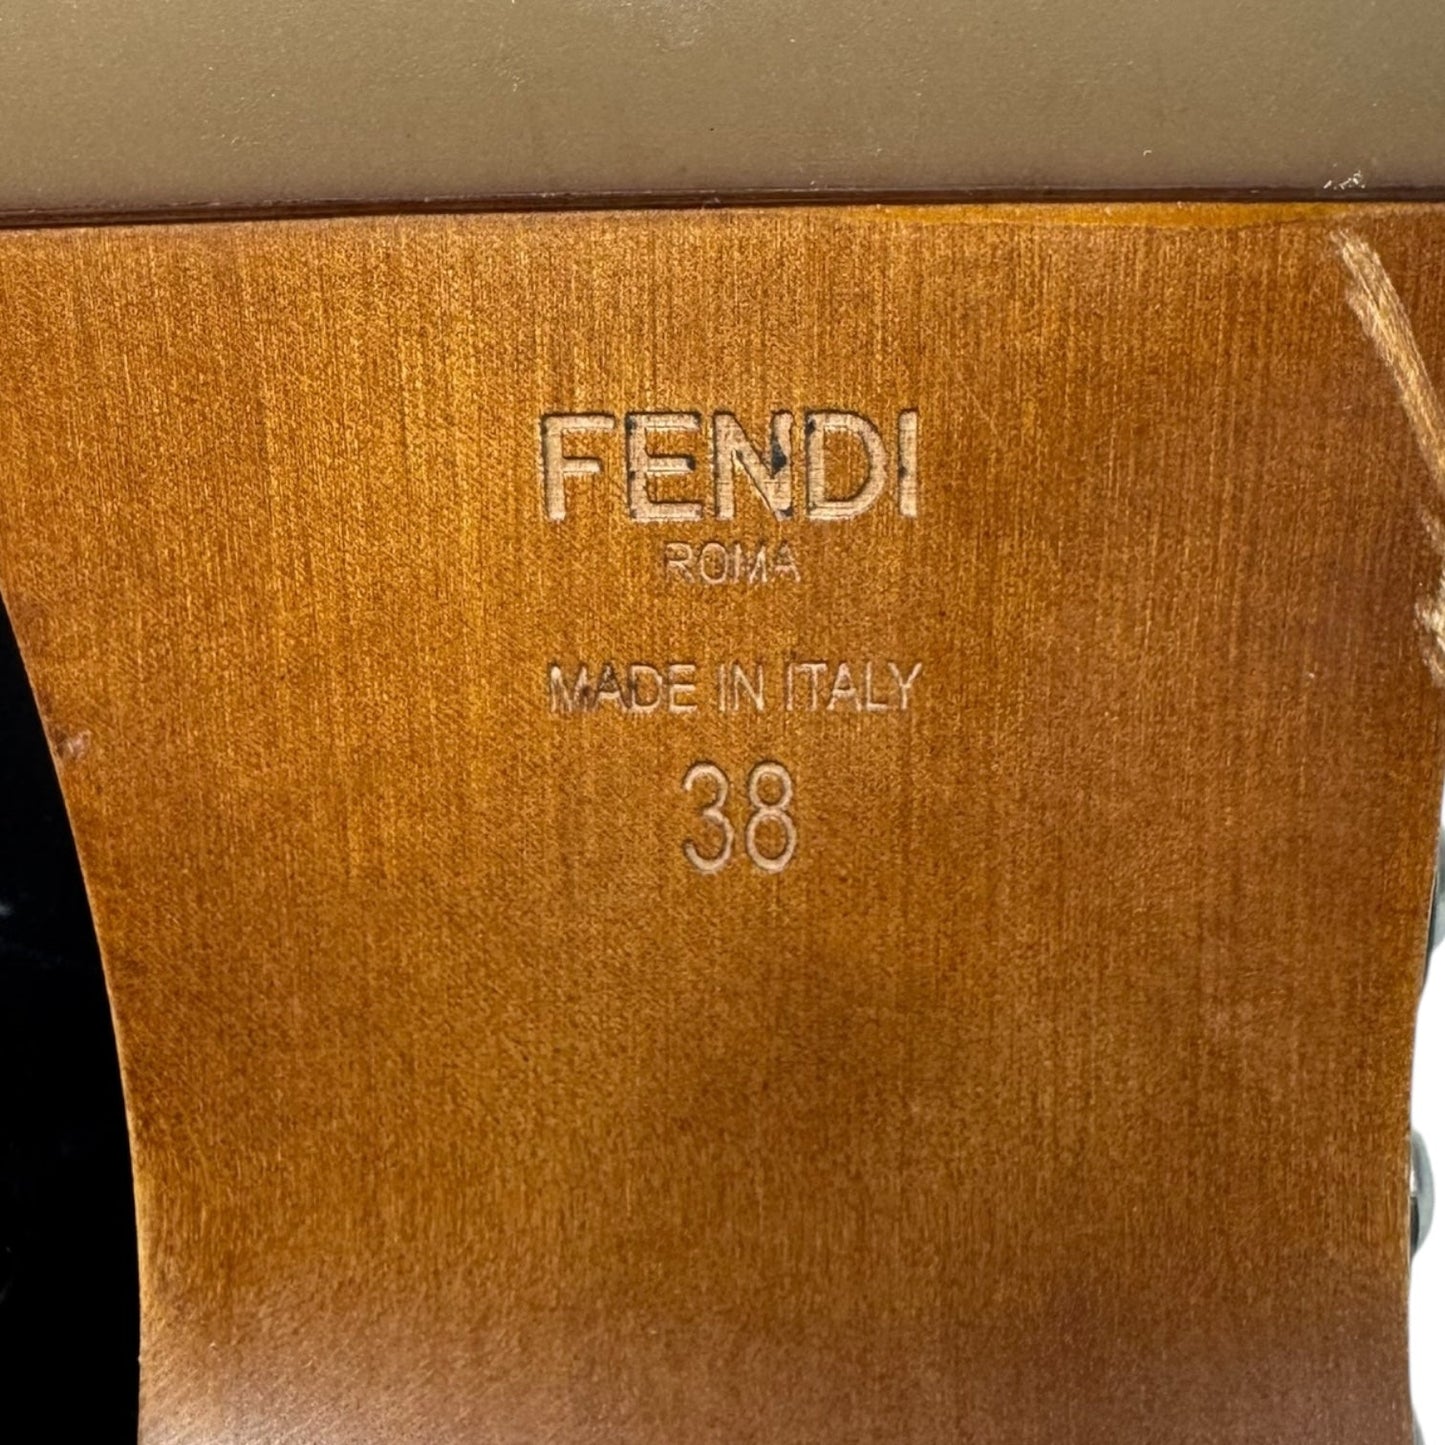 FENDI
ROMA
MADE IN ITALY
38